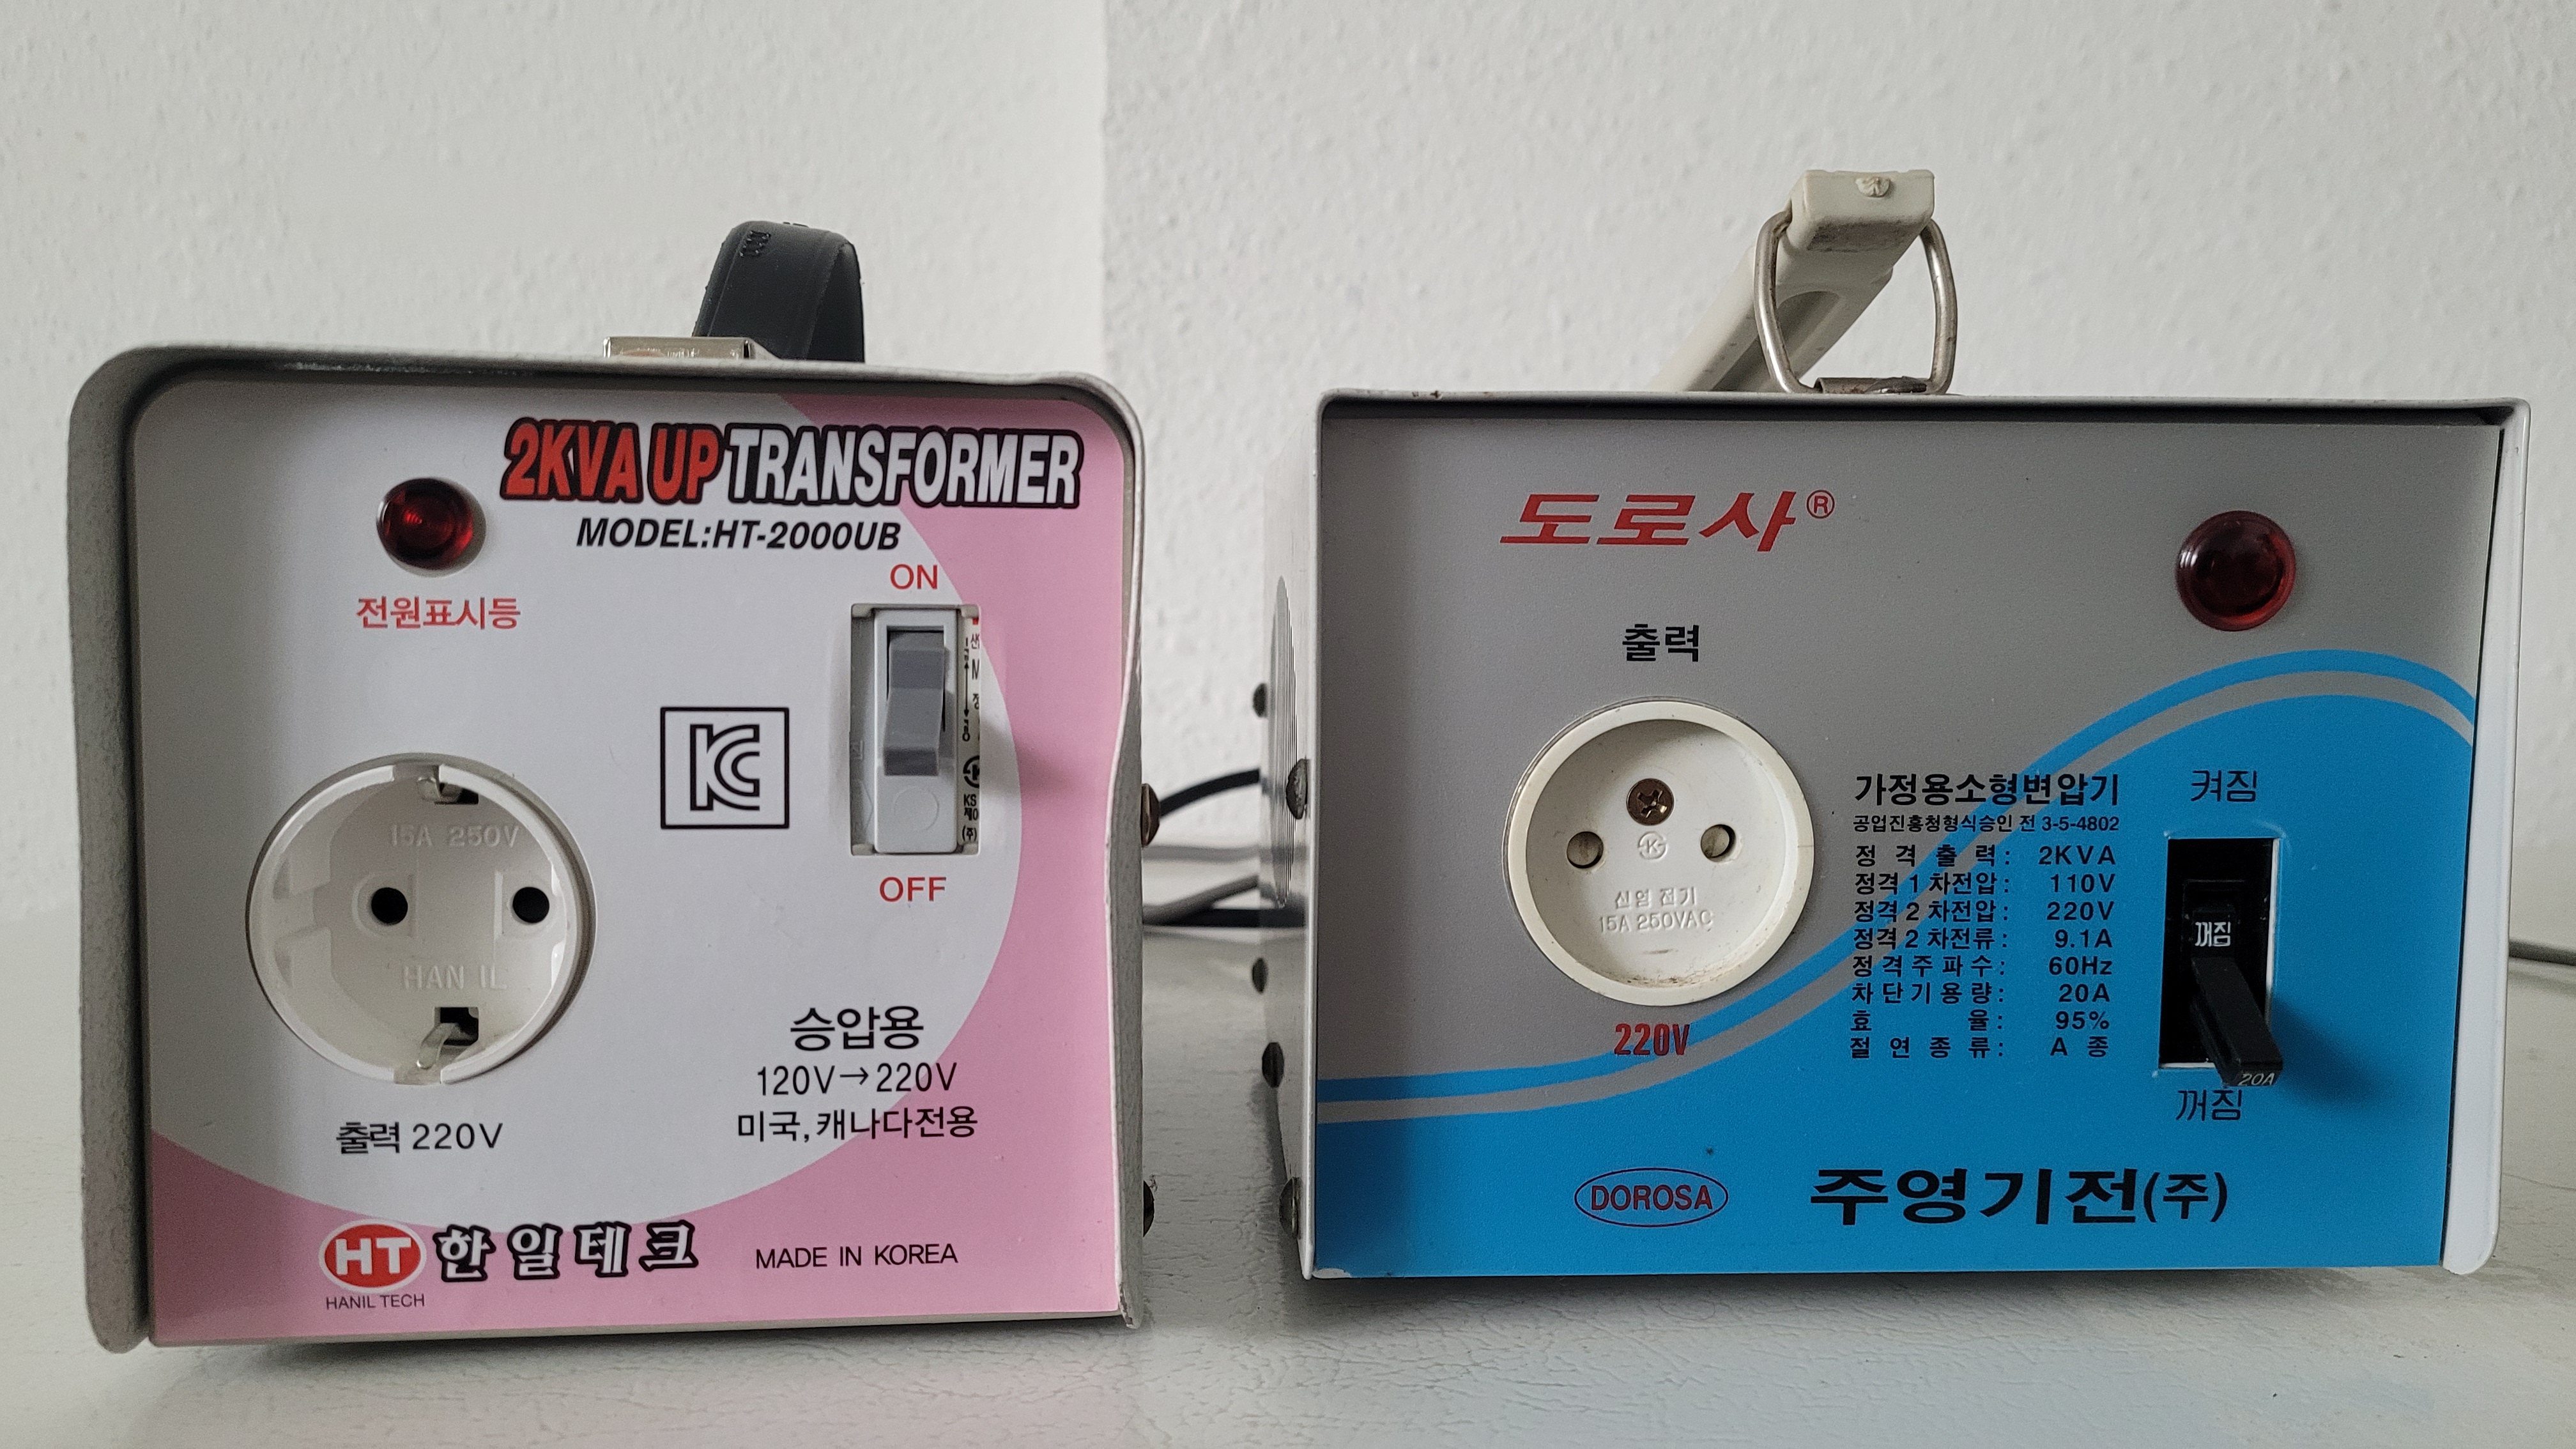 2KVA UP TRANSFORMER
MODEL:HT-2000UB
전원표시등
ON
OFF
15A 250V
HAN IL
출력 220V
승압용
120V→220V
미국,캐나다전용
HT 한일테크
HANIL TECH
MADE IN KOREA
도로사®
출력
신영 전기
15A 250VAC
220V
가정용소형변압기
공업진흥청형식승인 전 3-5-4802
정격출력: 2KVA
정격1차전압: 110V
정격2차전압: 220V
정격2차전류: 9.1A
정격주파수: 60Hz
차단기용량: 20A
효율: 95%
절연종류: A 종
켜짐
꺼짐
20A
꺼짐
DOROSA
주영기전(주)